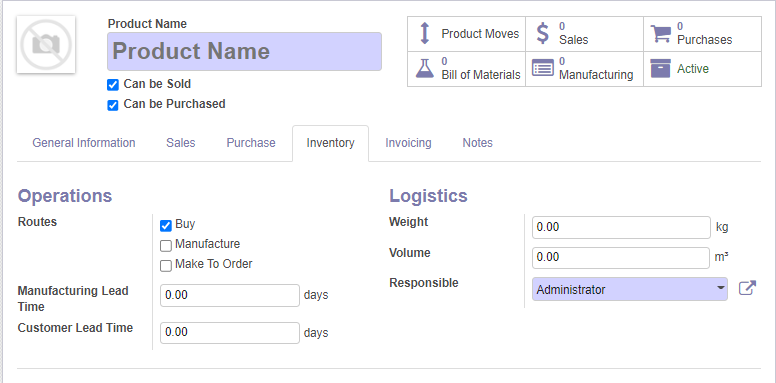 Product Name
Product Name
Can be Sold
Can be Purchased
Product Moves
0
Sales
0
Purchases
0
Bill of Materials
0
Manufacturing
Active
General Information Sales Purchase Inventory Invoicing Notes
Operations
Routes
Buy
Manufacture
Make To Order
Manufacturing Lead
Time
0.00 days
Customer Lead Time 0.00 days
Logistics
Weight 0.00 kg
Volume 0.00 m³
Responsible Administrator